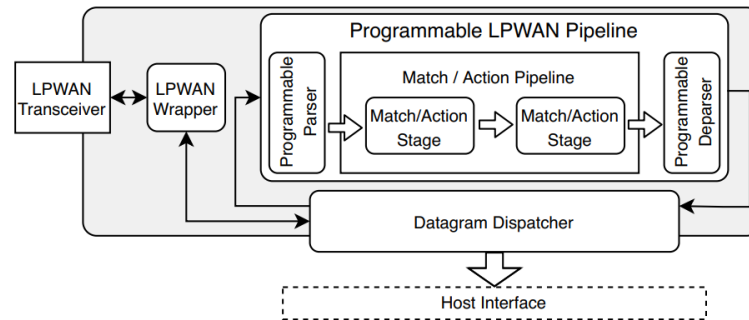 Programmable LPWAN Pipeline
LPWAN
Transceiver
LPWAN
Wrapper
Programmable
Parser
Match / Action Pipeline
Match/Action
Stage
Match/Action
Stage
Programmable
Deparser
Datagram Dispatcher
Host Interface